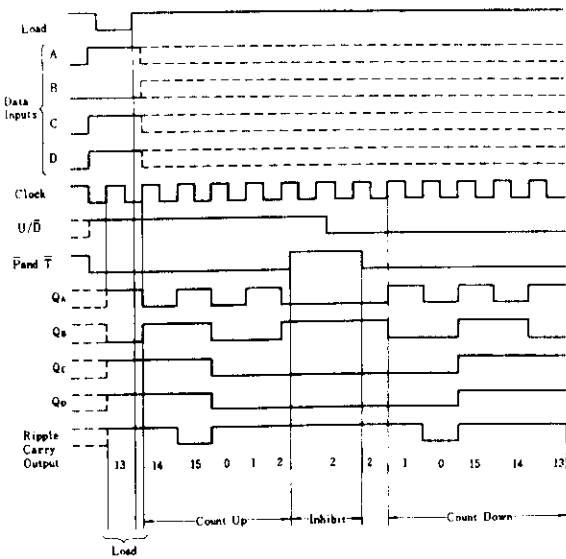 Load
A
B
Data
Inputs
C
D
Clock
U/D̅
P̅and T̅
QA
QB
QC
QD
Ripple
Carry
Output
13 14 15 0 1 2 2 2 1 0 15 14 13
Count Up Inhibit Count Down
Load